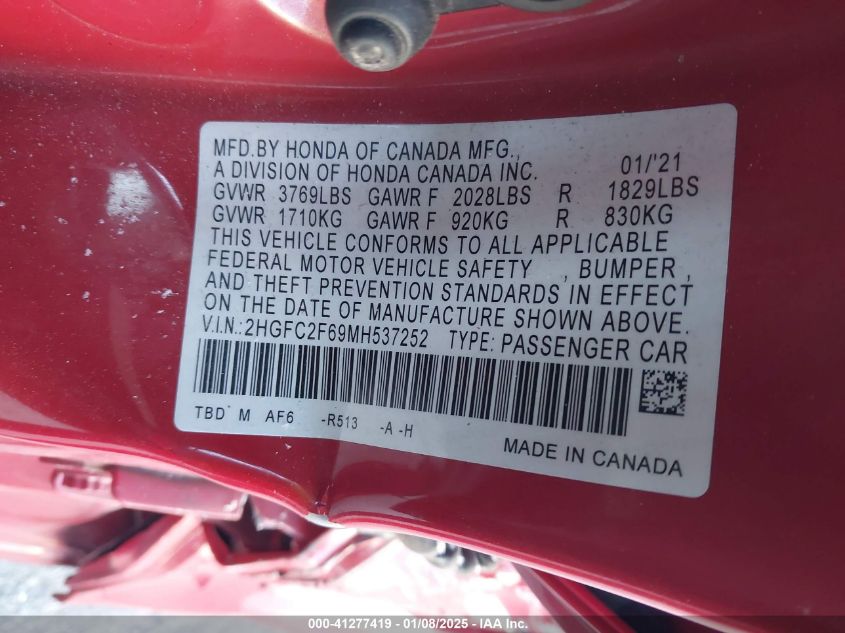 MFD.BY HONDA OF CANADA MFG.,
A DIVISION OF HONDA CANADA INC. 01/'21
GVWR 3769LBS GAWR F 2028LBS R 1829LBS
GVWR 1710KG GAWR F 920KG R 830KG
THIS VEHICLE CONFORMS TO ALL APPLICABLE
FEDERAL MOTOR VEHICLE SAFETY , BUMPER ,
AND THEFT PREVENTION STANDARDS IN EFFECT
ON THE DATE OF MANUFACTURE SHOWN ABOVE.
V.I.N.:2HGFC2F69MH537252 TYPE: PASSENGER CAR
TBD M AF6 -R513 -A -H
MADE IN CANADA
000-41277419 - 01/08/2025 - IAA Inc.